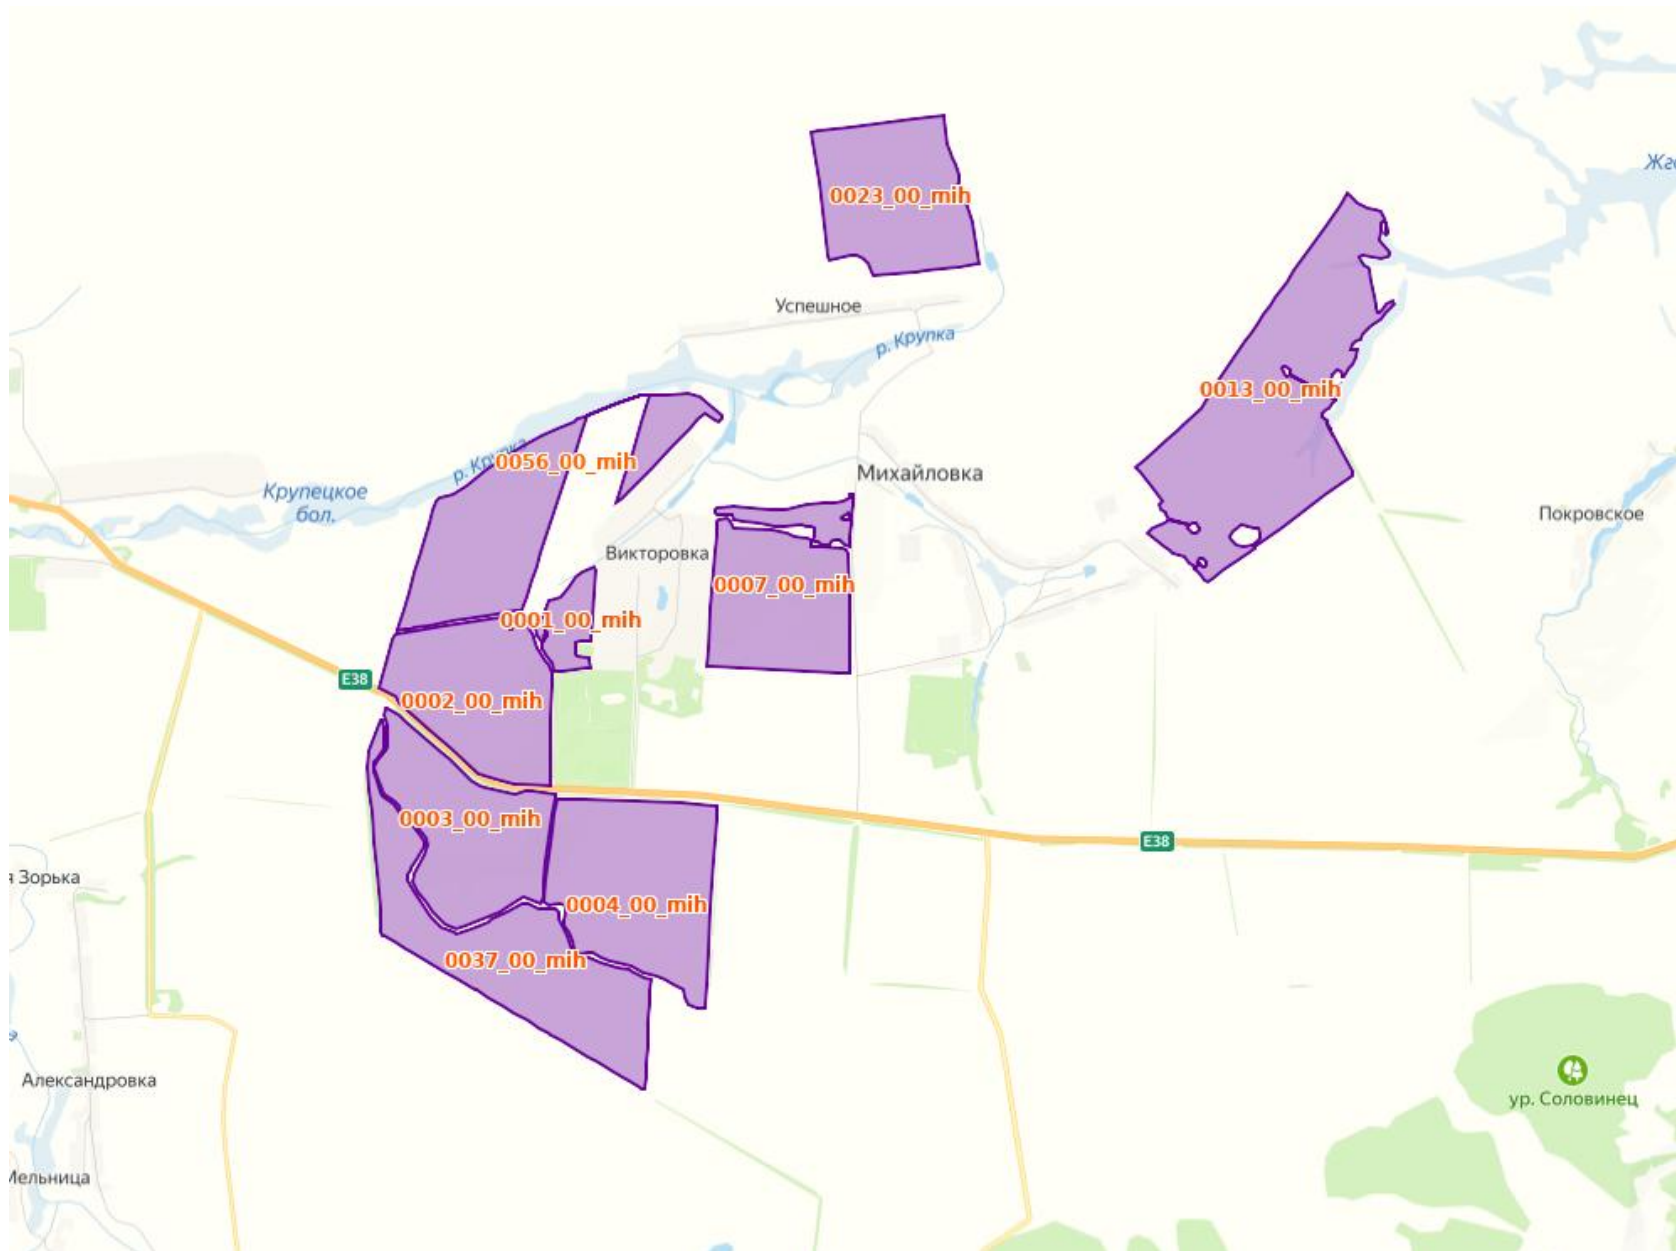 0023_00_mih
Успешное
р. Крупка
0013_00_mih
р. Крупка
0056_00_mih
Михайловка
Крупецкое
бол.
Покровское
Викторовка
0007_00_mih
0001_00_mih
E38
0002_00_mih
0003_00_mih
E38
Зорька
0004_00_mih
0037_00_mih
Александровка
ур. Соловинец
Мельница